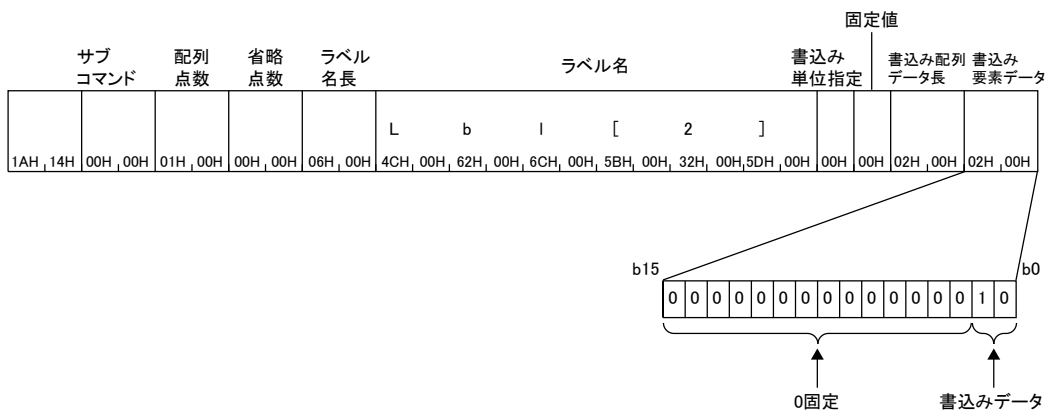 固定値
サブ
コマンド
配列
点数
省略
点数
ラベル
名長
ラベル名
書込み
単位指定
書込み配列
データ長
書込み
要素データ
L b l [ 2 ]
1AH 14H 00H 00H 01H 00H 00H 00H 06H 00H 4CH 00H 62H 00H 6CH 00H 5BH 00H 32H 00H 5DH 00H 00H 00H 02H 00H 02H 00H
b15 b0
0 0 0 0 0 0 0 0 0 0 0 0 0 0 1 0
0固定 書込みデータ